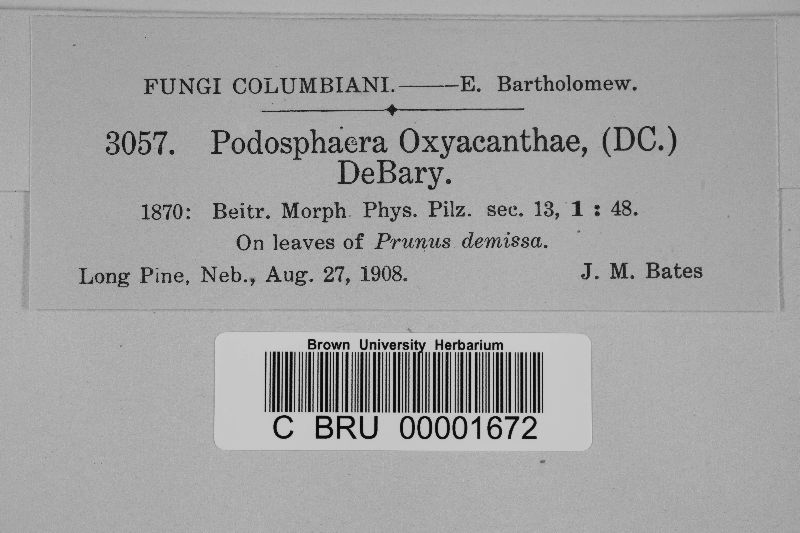 FUNGI COLUMBIANI.——E. Bartholomew.
3057. Podosphaera Oxyacanthae, (DC.)
DeBary.
1870: Beitr. Morph. Phys. Pilz. sec. 13, 1 : 48.
On leaves of Prunus demissa.
Long Pine, Neb., Aug. 27, 1908. J. M. Bates
Brown University Herbarium
C BRU 00001672